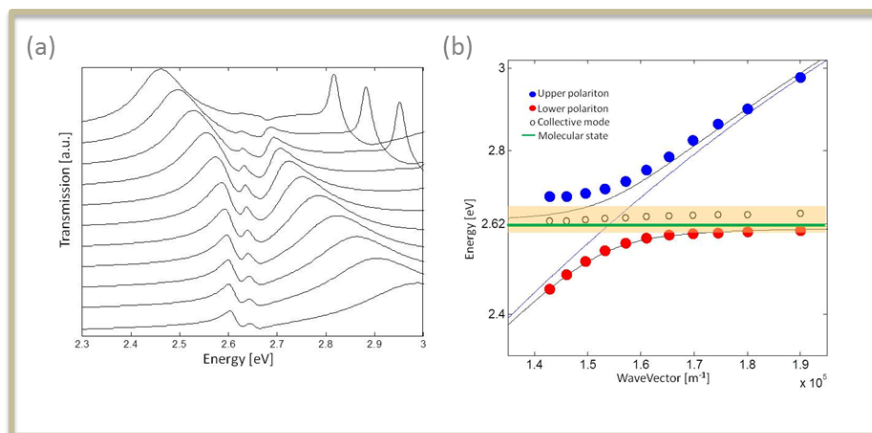 (a)
Transmission [a.u.]
2.3 2.4 2.5 2.6 2.7 2.8 2.9 3
Energy [eV]
(b)
3
2.8
2.62
2.4
Energy [eV]
Upper polariton
Lower polariton
Collective mode
Molecular state
1.4 1.5 1.6 1.7 1.8 1.9
WaveVector [m⁻¹]
x 10⁵